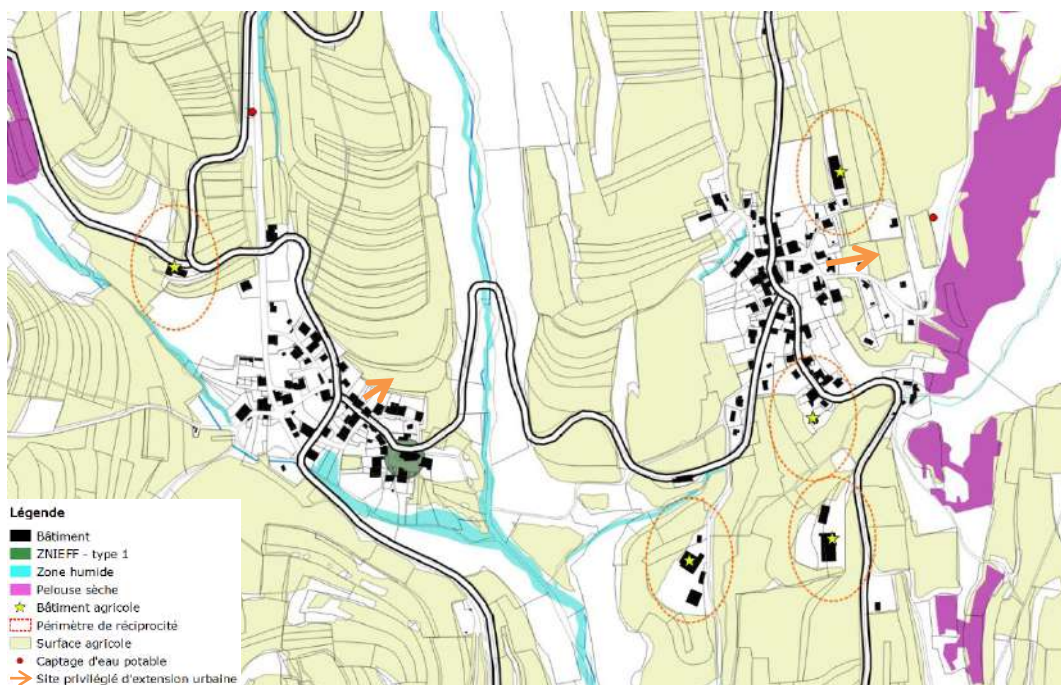 Légende
Bâtiment
ZNIEFF - type 1
Zone humide
Pelouse sèche
Bâtiment agricole
Périmètre de réciprocité
Surface agricole
Captage d'eau potable
Site privilégié d'extension urbaine